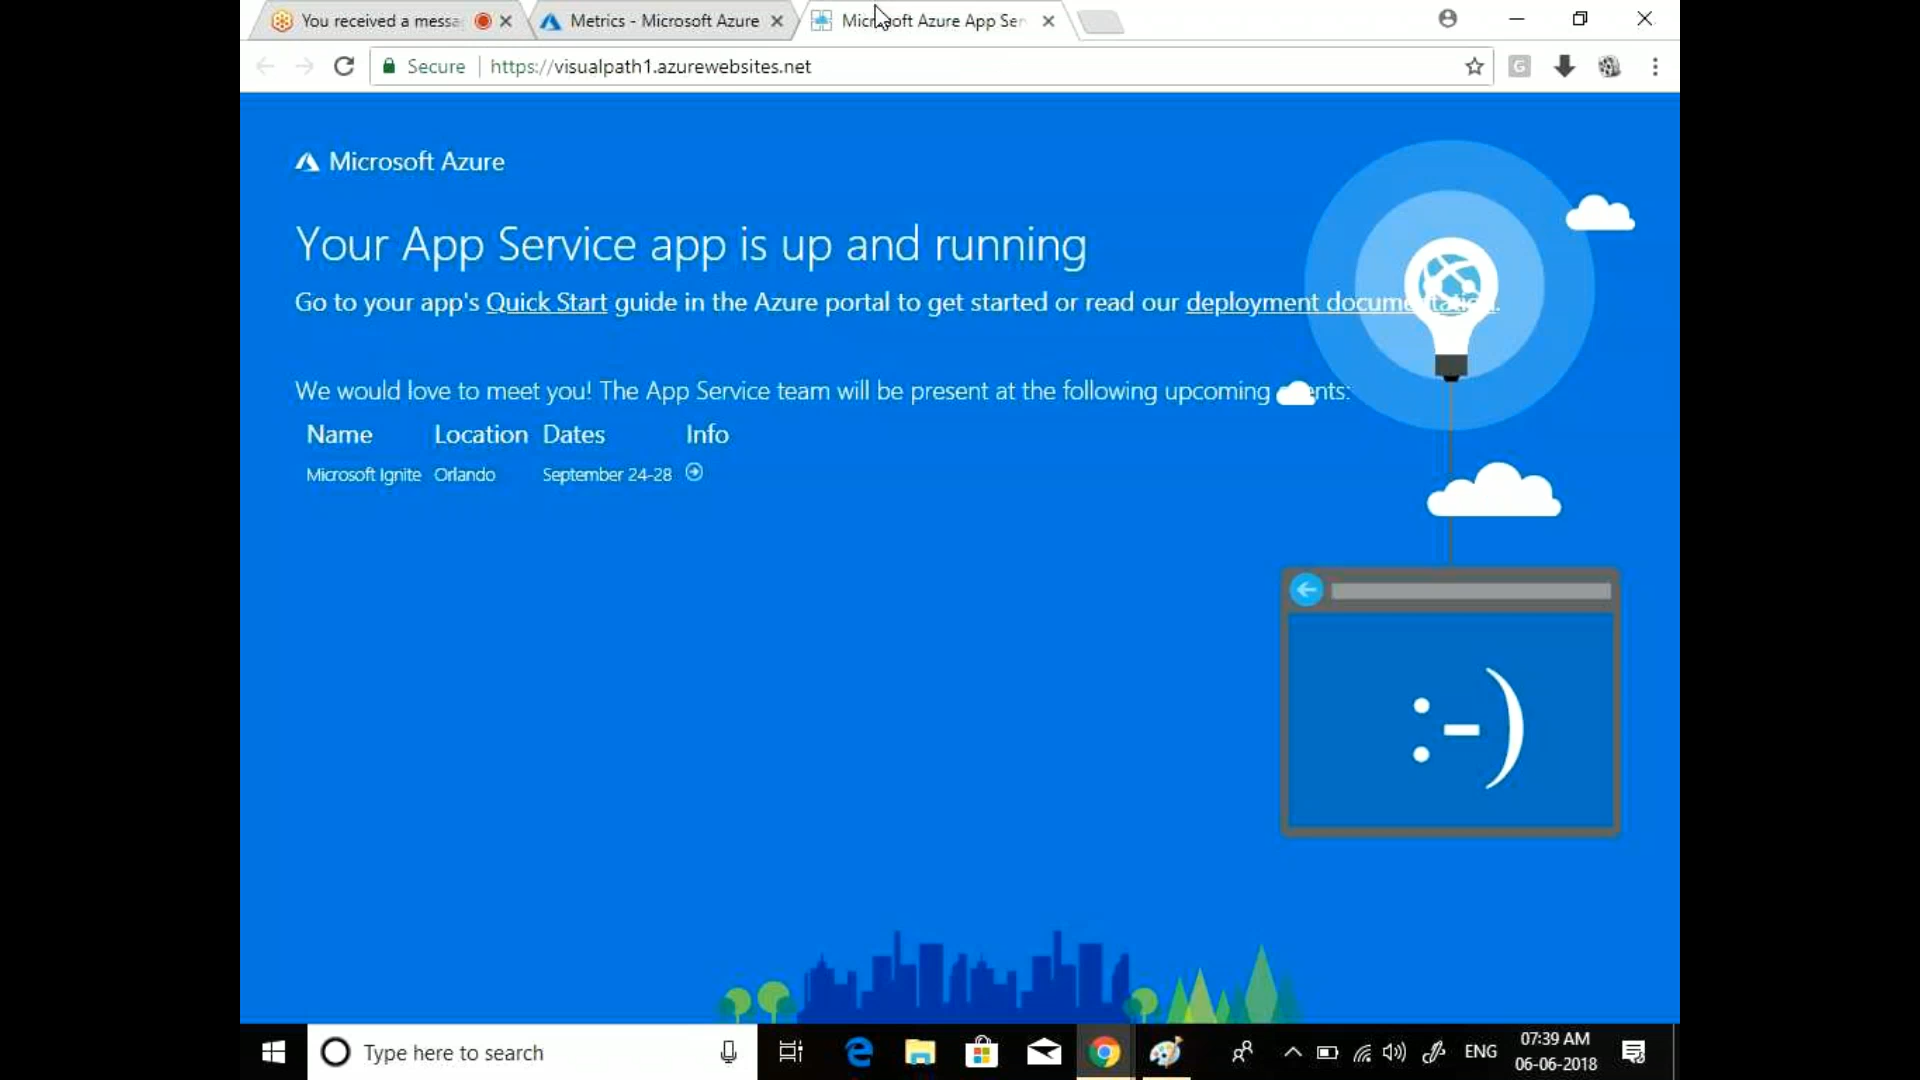 You received a messa
Metrics - Microsoft Azure
Microsoft Azure App Ser
Secure
https://visualpath1.azurewebsites.net
G
Microsoft Azure
Your App Service app is up and running
Go to your app's Quick Start guide in the Azure portal to get started or read our deployment documentation.
We would love to meet you! The App Service team will be present at the following upcoming events:
Name Location Dates Info
Microsoft Ignite Orlando September 24-28
:-)
Type here to search
ENG
07:39 AM
06-06-2018